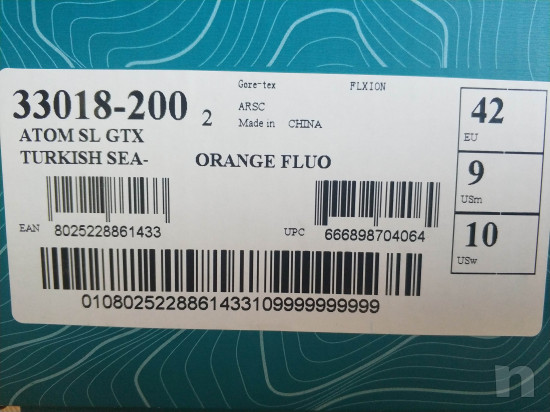 Gore-tex FLXION
33018-200 2 ARSC
Made in CHINA
ATOM SL GTX
TURKISH SEA- ORANGE FLUO
42
EU
9
USm
10
USw
EAN 8025228861433 UPC 666898704064
01080252288614331099999999999
n